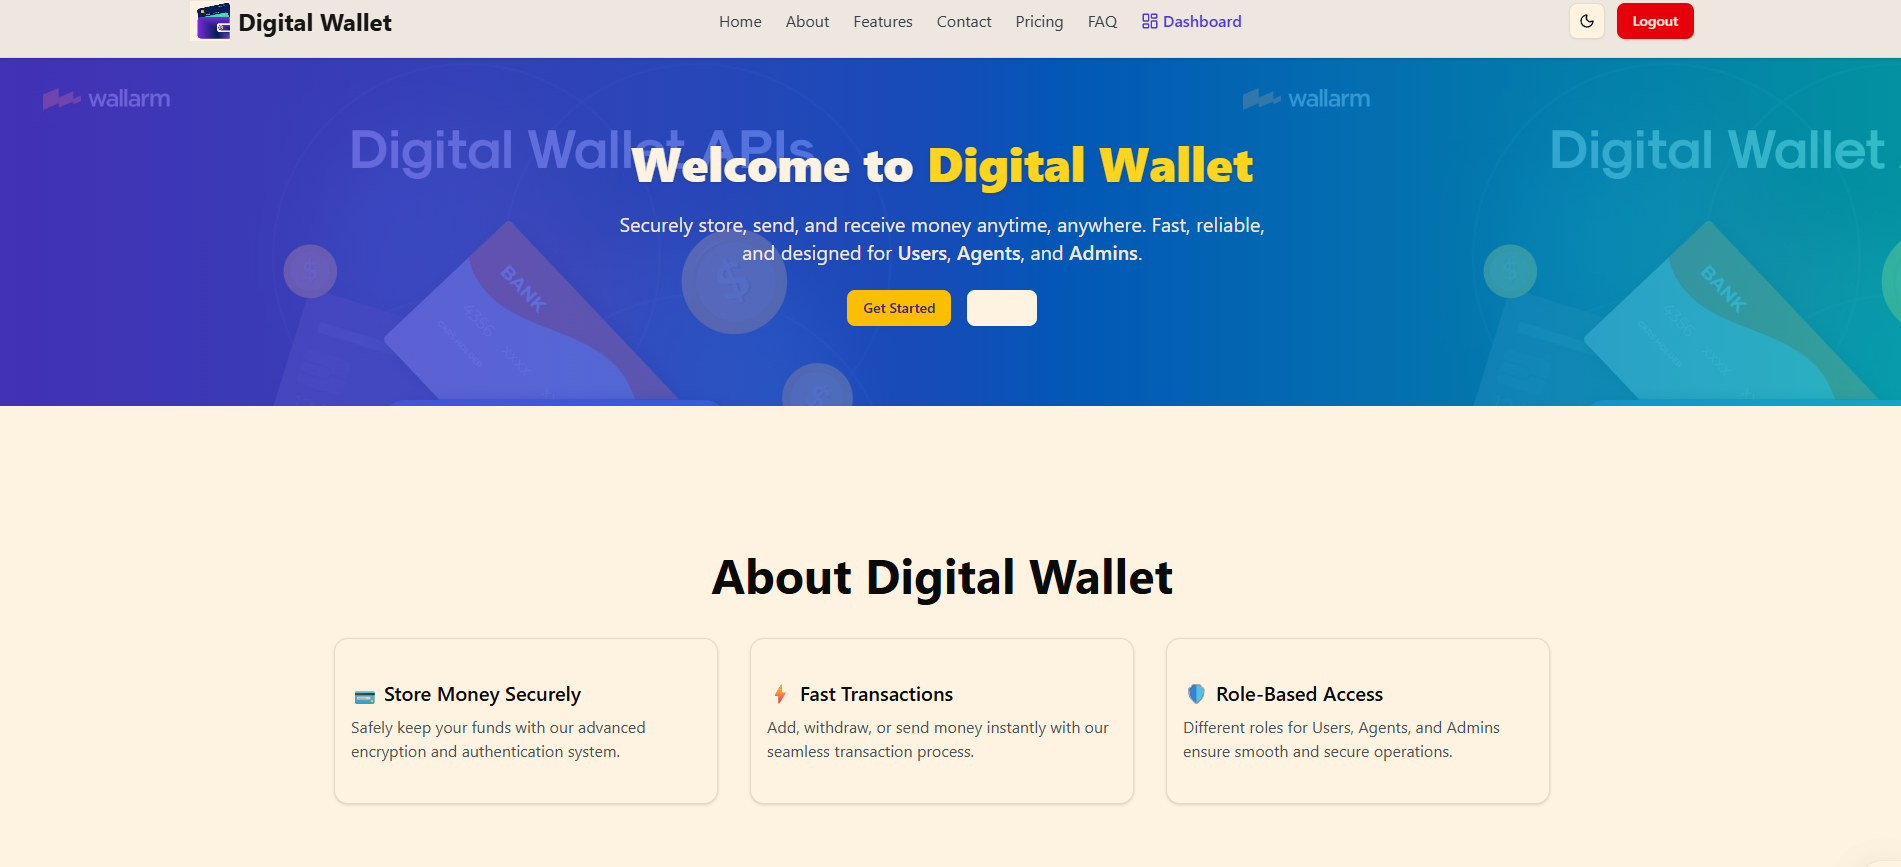 Digital Wallet
Home About Features Contact Pricing FAQ Dashboard
Logout
wallarm
wallarm
Digital Wallet APIs
Digital Wallet
Welcome to Digital Wallet
Securely store, send, and receive money anytime, anywhere. Fast, reliable,
and designed for Users, Agents, and Admins.
BANK
4356 XXXX
BANK
4356 XXXX
Get Started
About Digital Wallet
Store Money Securely
Safely keep your funds with our advanced
encryption and authentication system.
Fast Transactions
Add, withdraw, or send money instantly with our
seamless transaction process.
Role-Based Access
Different roles for Users, Agents, and Admins
ensure smooth and secure operations.